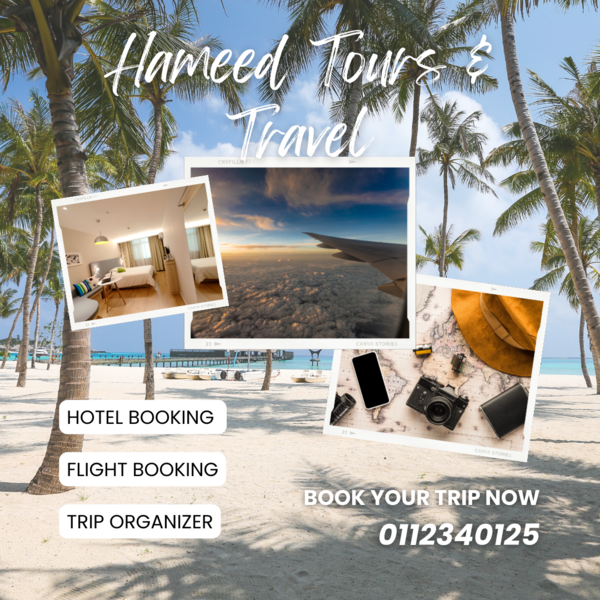 Hameed Tours &
Travel
HOTEL BOOKING
FLIGHT BOOKING
TRIP ORGANIZER
BOOK YOUR TRIP NOW
0112340125